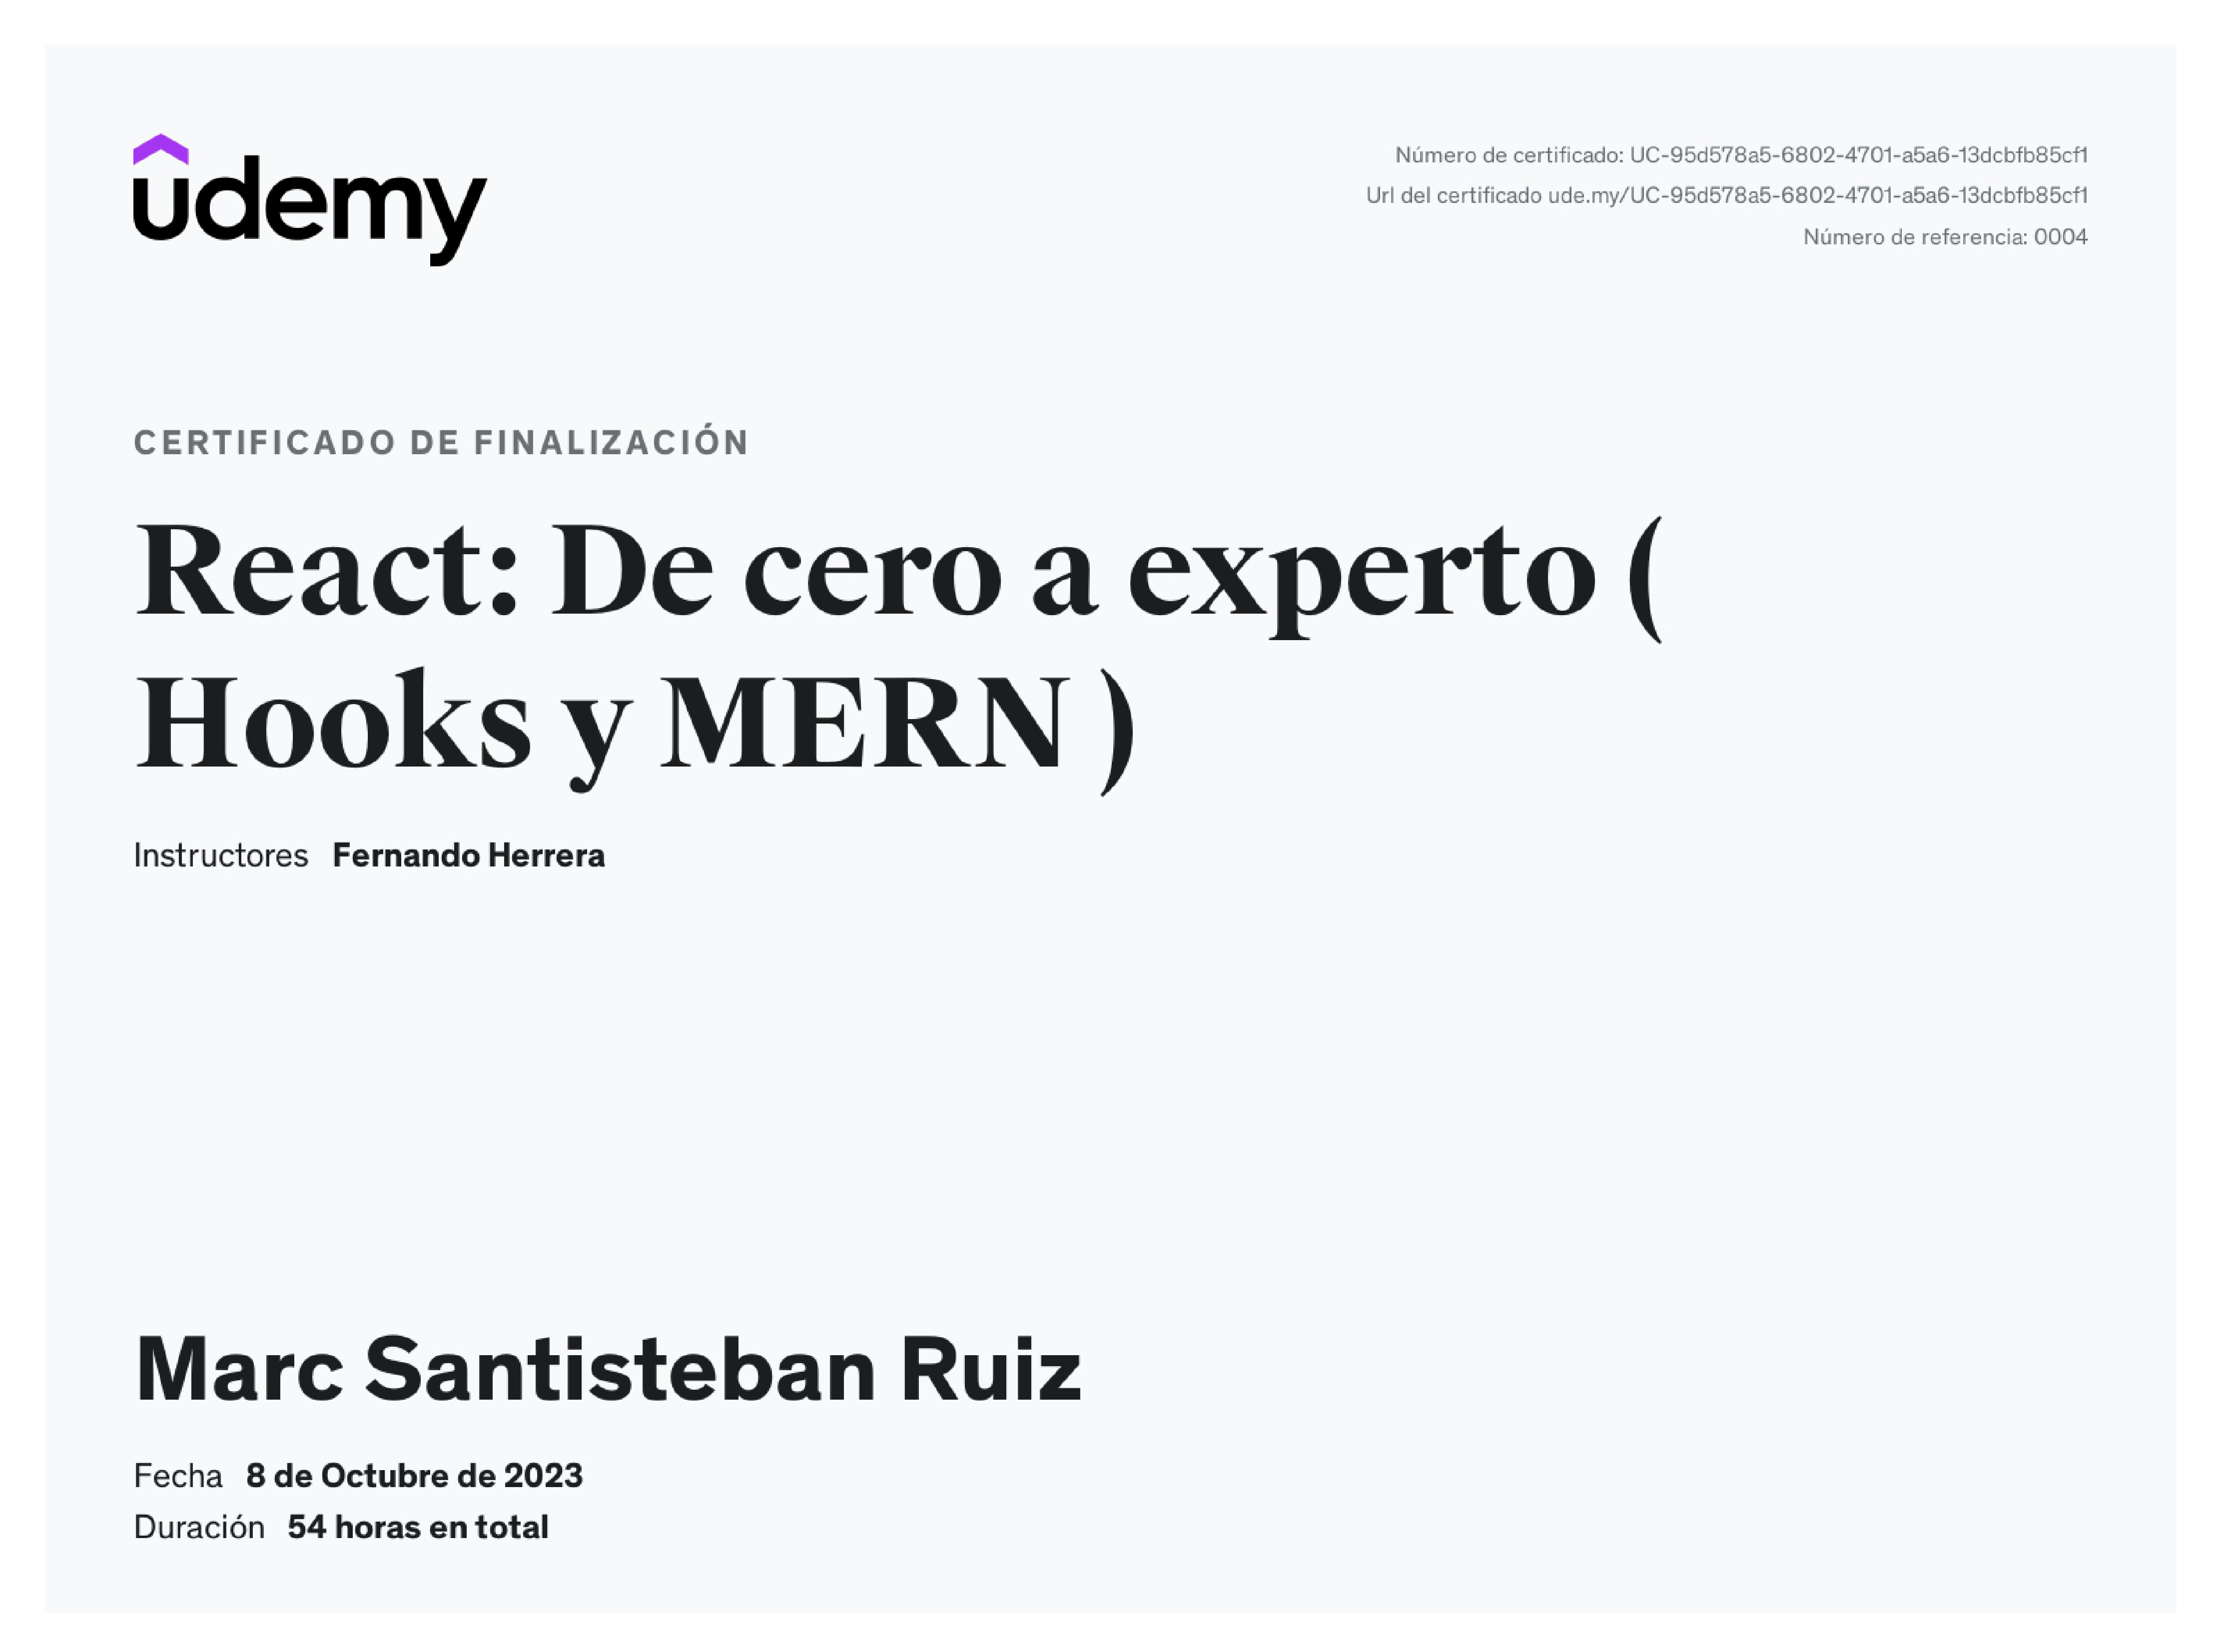 udemy
Número de certificado: UC-95d578a5-6802-4701-a5a6-13dcbfb85cf1
Url del certificado ude.my/UC-95d578a5-6802-4701-a5a6-13dcbfb85cf1
Número de referencia: 0004
CERTIFICADO DE FINALIZACIÓN
React: De cero a experto (
Hooks y MERN )
Instructores Fernando Herrera
Marc Santisteban Ruiz
Fecha 8 de Octubre de 2023
Duración 54 horas en total